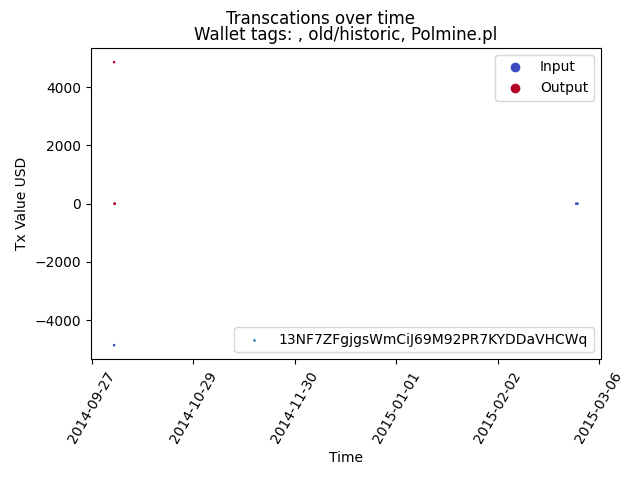 Transcations over time
Wallet tags: , old/historic, Polmine.pl
Input
Output
4000
2000
0
−2000
−4000
Tx Value USD
13NF7ZFgjgsWmCiJ69M92PR7KYDDaVHCWq
2014-09-27
2014-10-29
2014-11-30
2015-01-01
2015-02-02
2015-03-06
Time